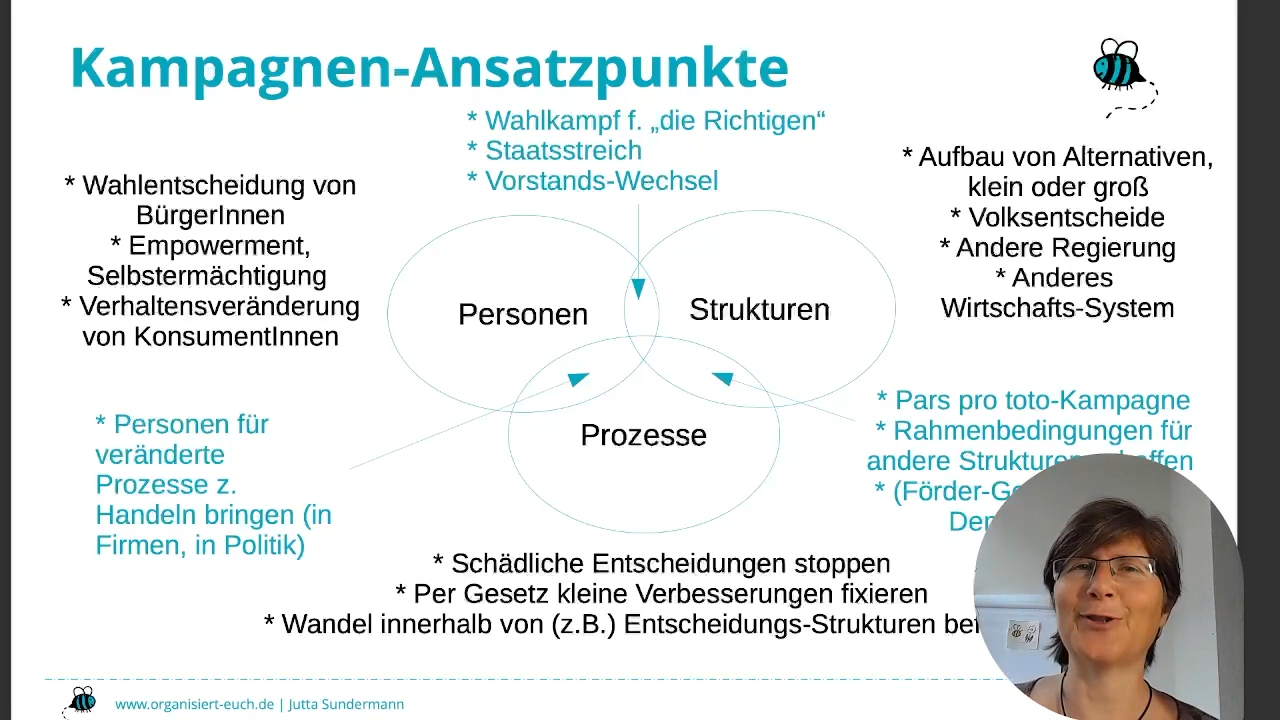 Kampagnen-Ansatzpunkte
* Wahlkampf f. „die Richtigen“
* Staatsstreich
* Vorstands-Wechsel
* Wahlentscheidung von
BürgerInnen
* Empowerment,
Selbstermächtigung
* Verhaltensveränderung
von KonsumentInnen
* Aufbau von Alternativen,
klein oder groß
* Volksentscheide
* Andere Regierung
* Anderes
Wirtschafts-System
Personen
Strukturen
Prozesse
* Personen für
veränderte
Prozesse z.
Handeln bringen (in
Firmen, in Politik)
* Pars pro toto-Kampagne
* Rahmenbedingungen für
andere
* Schädliche Entscheidungen stoppen
* Per Gesetz kleine Verbesserungen fixieren
* Wandel innerhalb von (z.B.) Entscheidungs-Strukturen
www.organisiert-euch.de | Jutta Sundermann